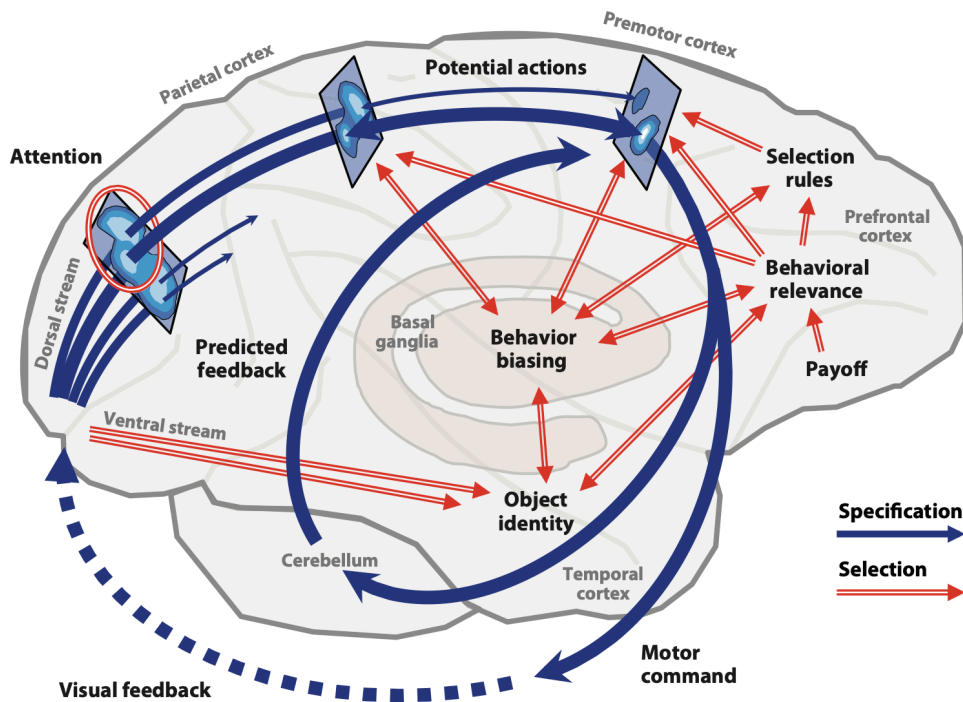 Premotor cortex
Parietal cortex
Potential actions
Attention
Selection
rules
Prefrontal
cortex
Behavioral
relevance
Dorsal stream
Basal
ganglia
Behavior
biasing
Predicted
feedback
Payoff
Ventral stream
Object
identity
Specification
Cerebellum
Temporal
cortex
Selection
Motor
command
Visual feedback